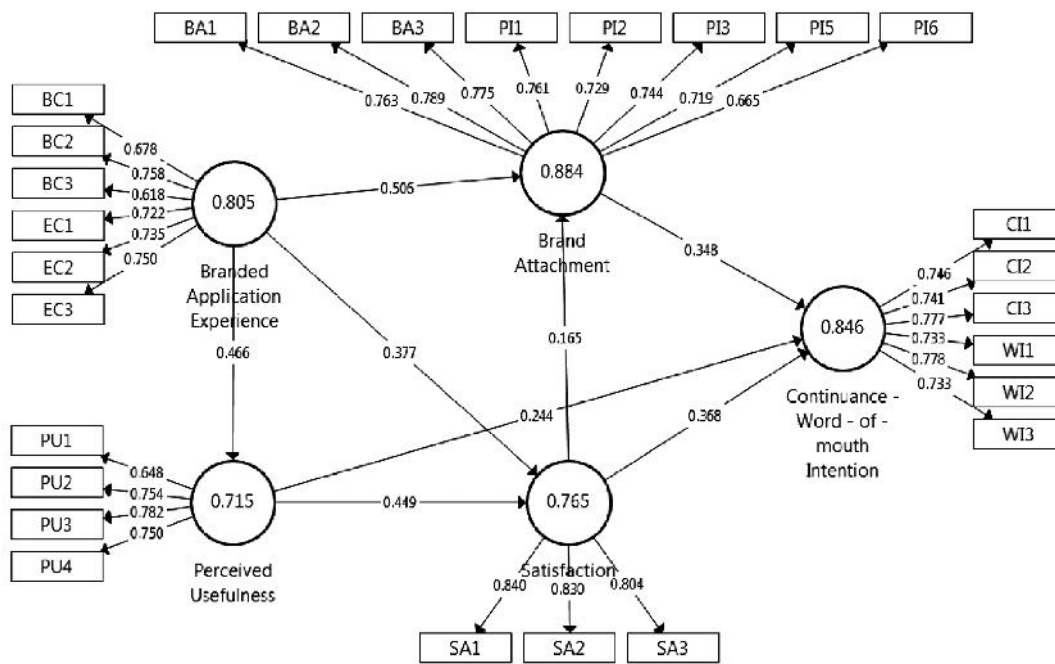 BA1
BA2
BA3
PI1
PI2
PI3
PI5
PI6
0.763
0.789
0.775
0.761
0.729
0.744
0.719
0.665
BC1
BC2
BC3
EC1
EC2
EC3
0.678
0.758
0.618
0.722
0.735
0.750
0.805
Branded
Application
Experience
0.506
0.884
Brand
Attachment
0.348
0.466
0.377
0.165
0.244
0.368
0.449
0.846
Continuance -
Word - of -
mouth
Intention
0.746
0.741
0.777
0.733
0.778
0.733
CI1
CI2
CI3
WI1
WI2
WI3
PU1
PU2
PU3
PU4
0.648
0.754
0.782
0.750
0.715
Perceived
Usefulness
0.765
Satisfaction
0.840
0.830
0.804
SA1
SA2
SA3